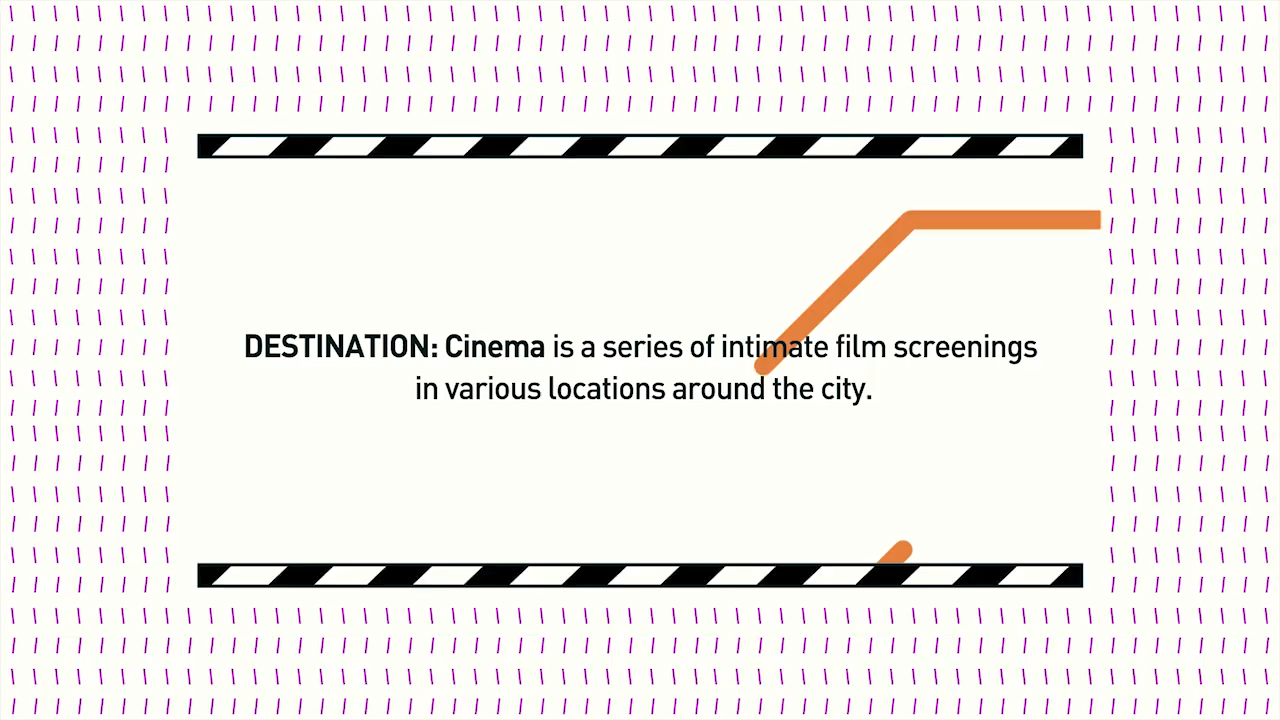 DESTINATION: Cinema is a series of intimate film screenings
in various locations around the city.